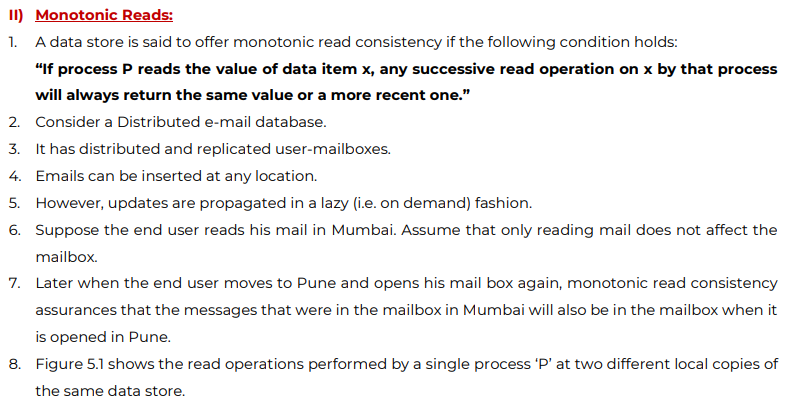 II) Monotonic Reads:
1. A data store is said to offer monotonic read consistency if the following condition holds:
“If process P reads the value of data item x, any successive read operation on x by that process
will always return the same value or a more recent one.”
2. Consider a Distributed e-mail database.
3. It has distributed and replicated user-mailboxes.
4. Emails can be inserted at any location.
5. However, updates are propagated in a lazy (i.e. on demand) fashion.
6. Suppose the end user reads his mail in Mumbai. Assume that only reading mail does not affect the
mailbox.
7. Later when the end user moves to Pune and opens his mail box again, monotonic read consistency
assurances that the messages that were in the mailbox in Mumbai will also be in the mailbox when it
is opened in Pune.
8. Figure 5.1 shows the read operations performed by a single process ‘P’ at two different local copies of
the same data store.